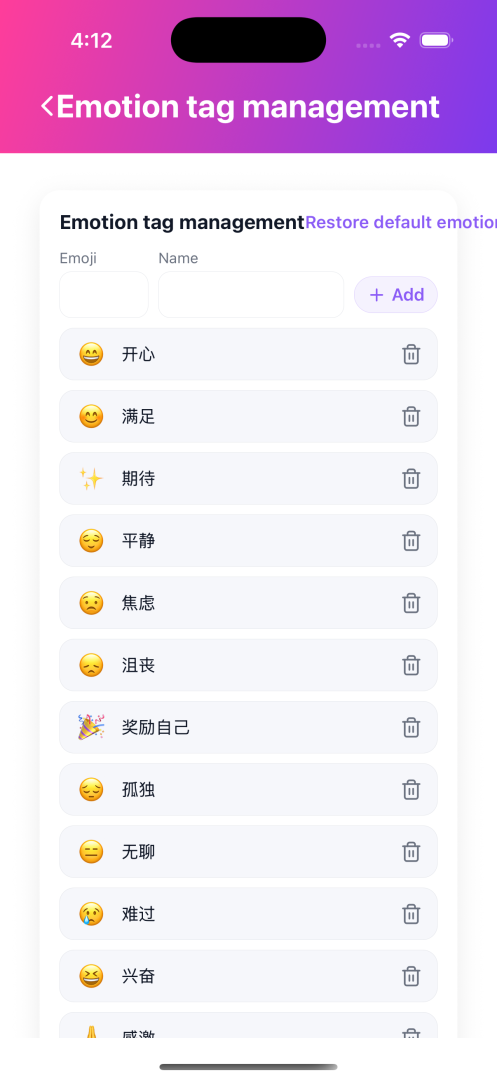 4:12
Emotion tag management
Emotion tag management Restore default emotion
Emoji Name
+ Add
😄 开心
😊 满足
✨ 期待
😌 平静
😟 焦虑
😞 沮丧
🎉 奖励自己
😔 孤独
😑 无聊
😢 难过
😆 兴奋
🙏 感激